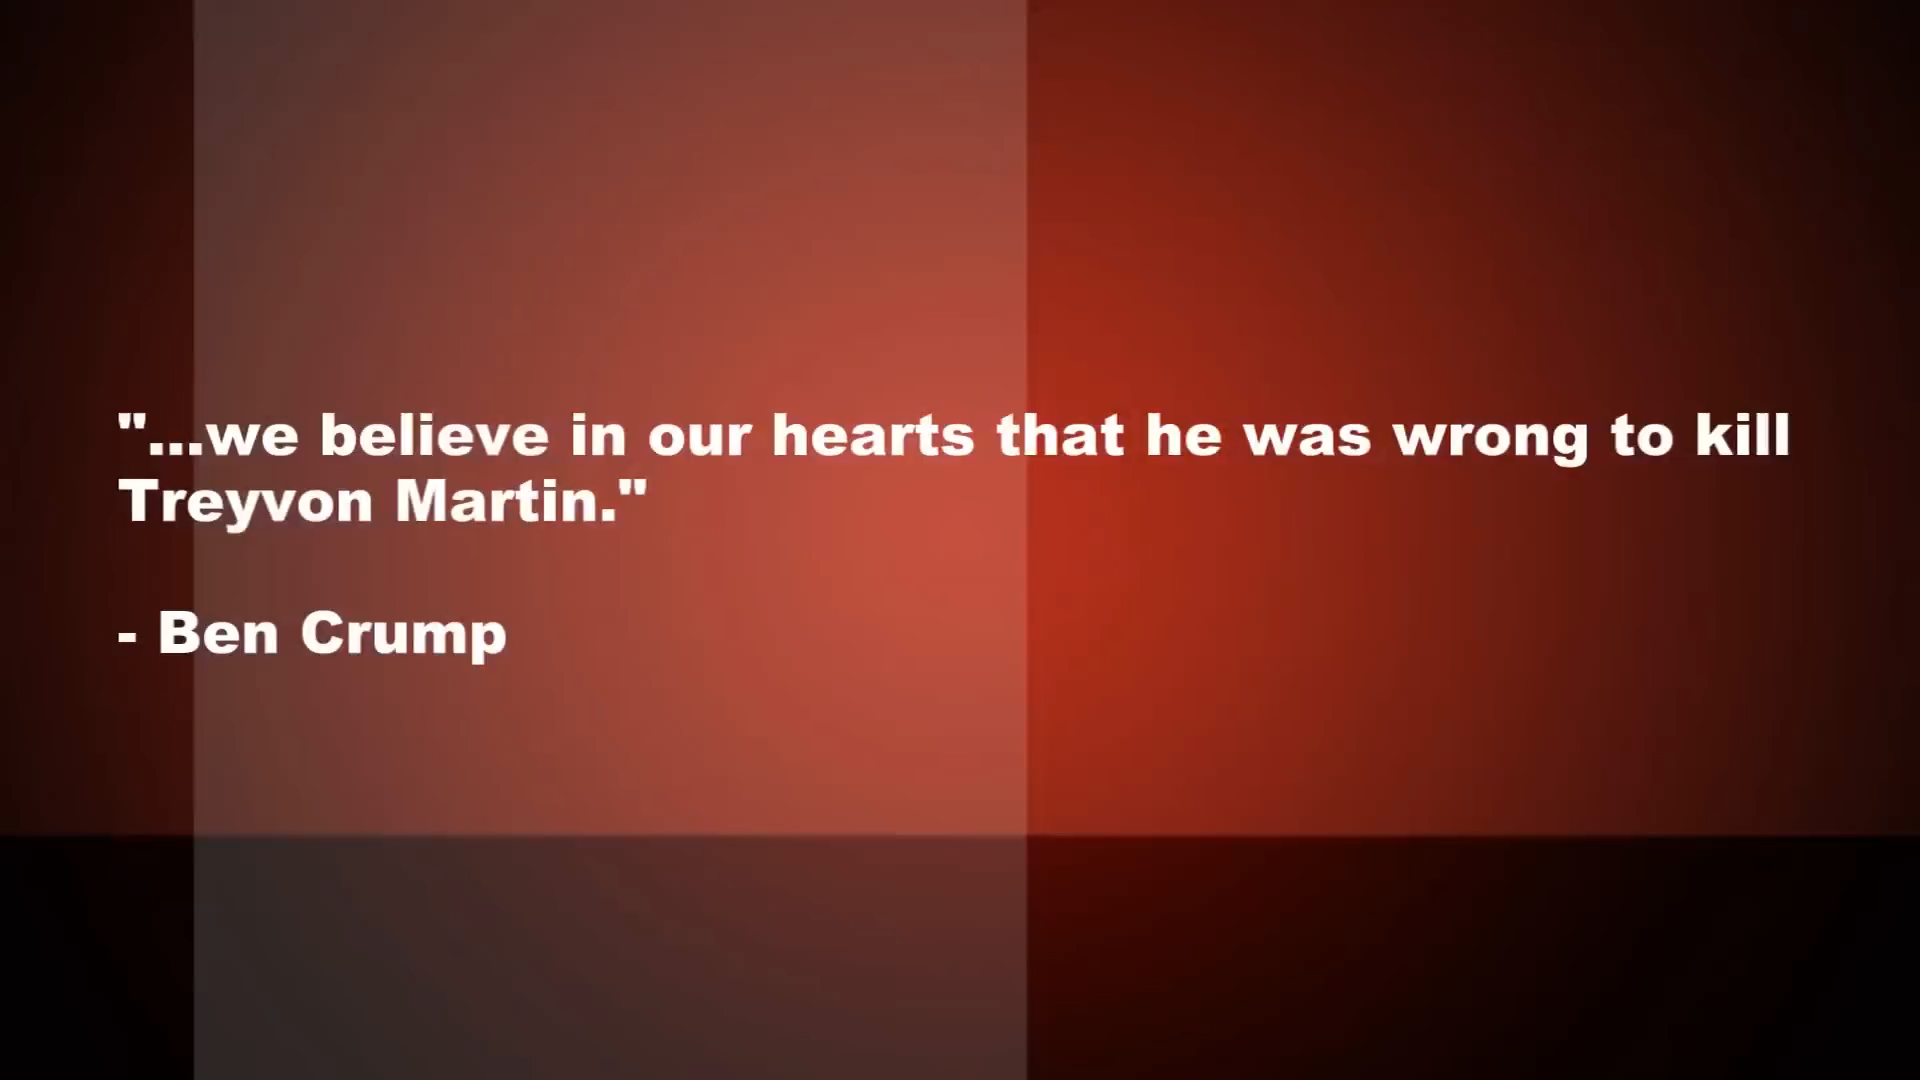 "...we believe in our hearts that he was wrong to kill
Treyvon Martin."
- Ben Crump